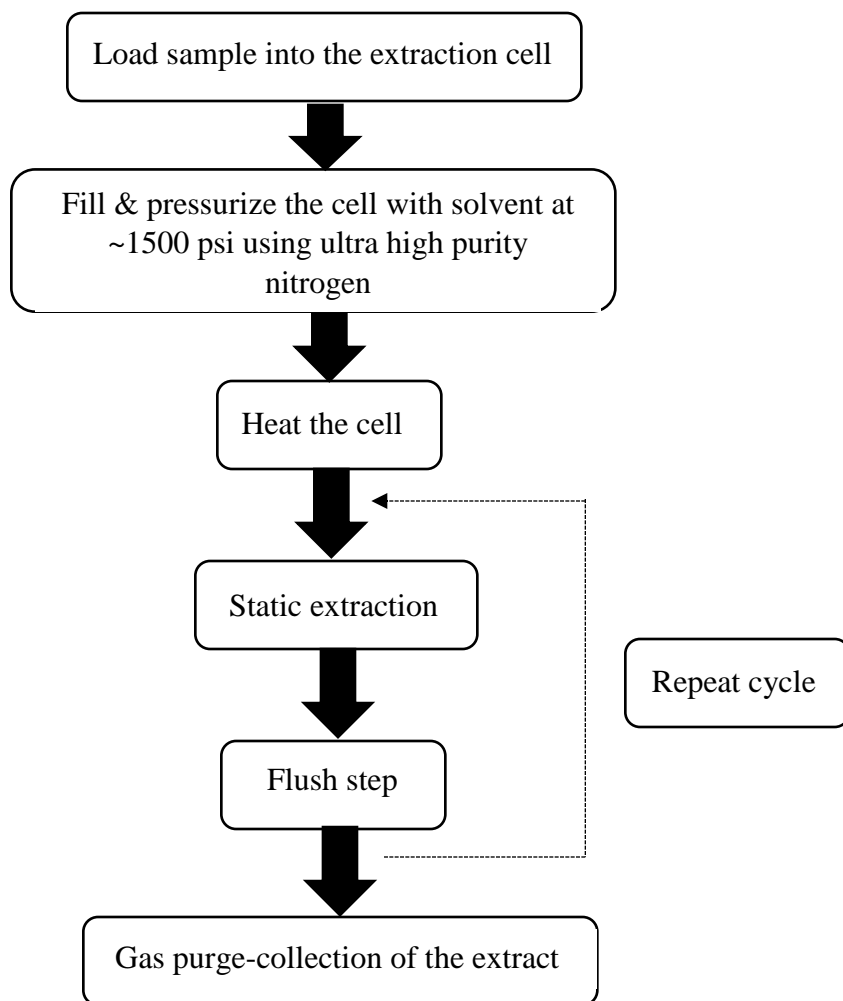 Load sample into the extraction cell
Fill & pressurize the cell with solvent at
~1500 psi using ultra high purity
nitrogen
Heat the cell
Static extraction
Repeat cycle
Flush step
Gas purge-collection of the extract